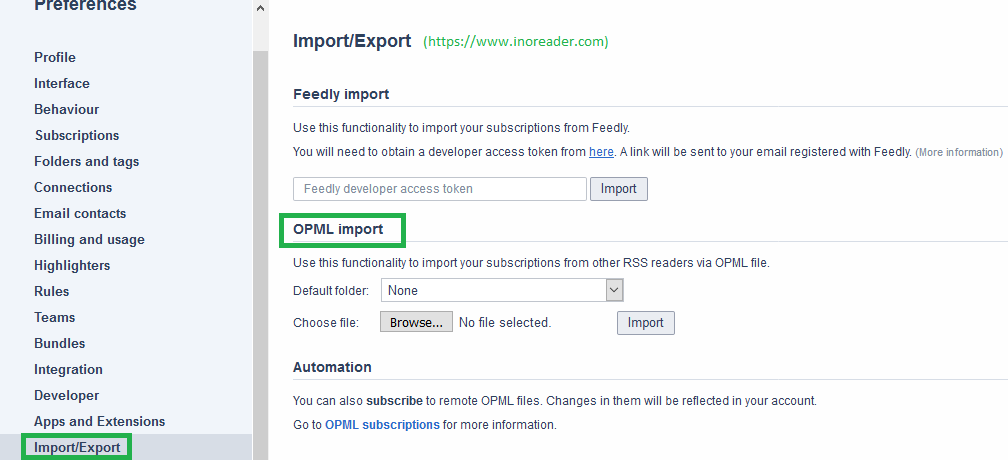 Preferences
Profile
Interface
Behaviour
Subscriptions
Folders and tags
Connections
Email contacts
Billing and usage
Highlighters
Rules
Teams
Bundles
Integration
Developer
Apps and Extensions
Import/Export
Import/Export (https://www.inoreader.com)
Feedly import
Use this functionality to import your subscriptions from Feedly.
You will need to obtain a developer access token from here. A link will be sent to your email registered with Feedly. (More information)
Feedly developer access token Import
OPML import
Use this functionality to import your subscriptions from other RSS readers via OPML file.
Default folder: None
Choose file: Browse... No file selected. Import
Automation
You can also subscribe to remote OPML files. Changes in them will be reflected in your account.
Go to OPML subscriptions for more information.